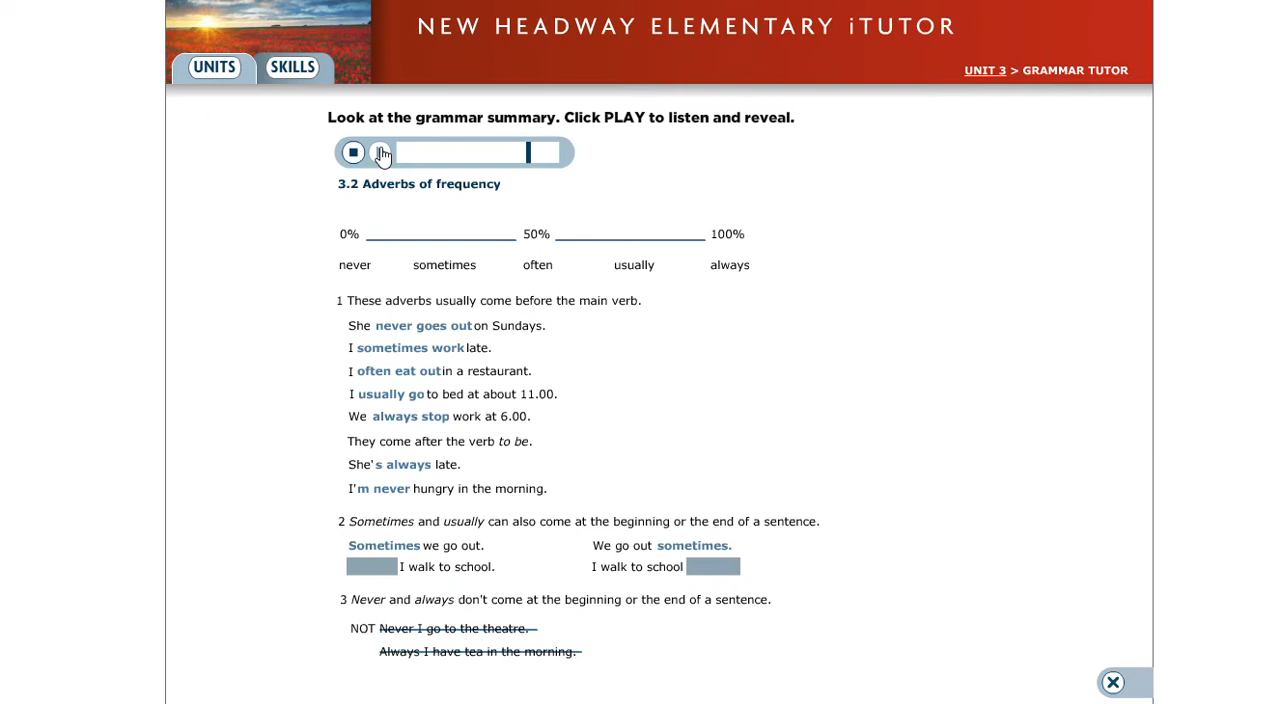 NEW HEADWAY ELEMENTARY iTUTOR
UNITS SKILLS
UNIT 3 > GRAMMAR TUTOR
Look at the grammar summary. Click PLAY to listen and reveal.
3.2 Adverbs of frequency
0% 50% 100%
never sometimes often usually always
1 These adverbs usually come before the main verb.
She never goes out on Sundays.
I sometimes work late.
I often eat out in a restaurant.
I usually go to bed at about 11.00.
We always stop work at 6.00.
They come after the verb to be.
She's always late.
I'm never hungry in the morning.
2 Sometimes and usually can also come at the beginning or the end of a sentence.
Sometimes we go out. We go out sometimes.
I walk to school. I walk to school
3 Never and always don't come at the beginning or the end of a sentence.
NOT Never I go to the theatre.
Always I have tea in the morning.